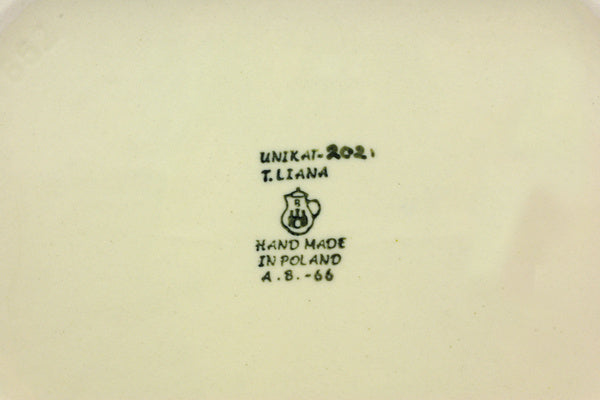 UNIKAT-202
T. LIANA
B
HAND MADE
IN POLAND
A.B.-66